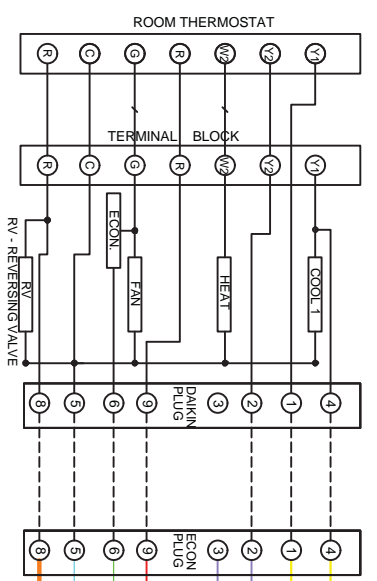 ROOM THERMOSTAT
R C G R W2 Y2 Y1
TERMINAL BLOCK
R C G R W2 Y2 Y1
RV - REVERSING VALVE
RV
ECON.
FAN
HEAT
COOL 1
DAIKIN
PLUG
8 5 6 9 3 2 1 4
ECON
PLUG
8 5 6 9 3 2 1 4